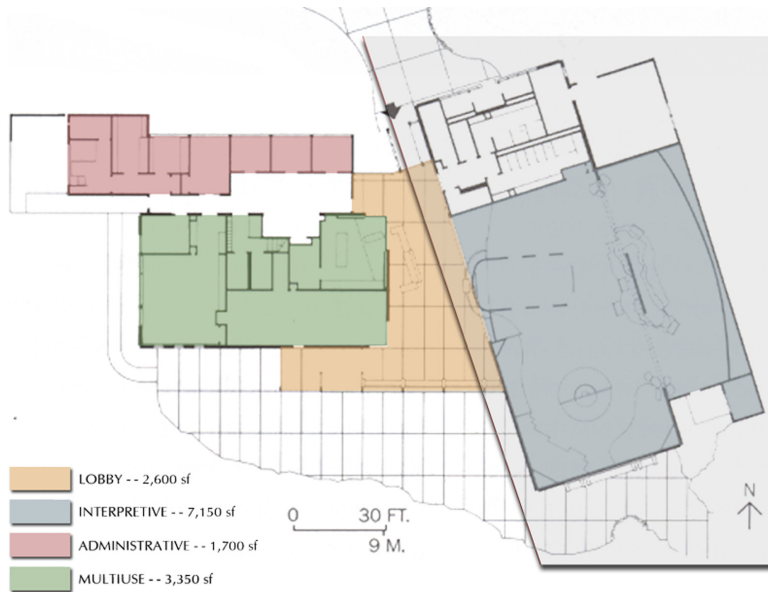 LOBBY - - 2,600 sf
INTERPRETIVE - - 7,150 sf
ADMINISTRATIVE - - 1,700 sf
MULTIUSE - - 3,350 sf
0 30 FT.
9 M.
N